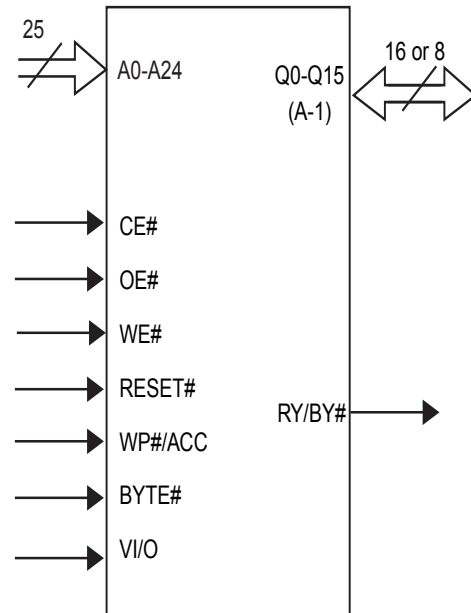 25
A0-A24
16 or 8
Q0-Q15
(A-1)
CE#
OE#
WE#
RESET#
RY/BY#
WP#/ACC
BYTE#
VI/O